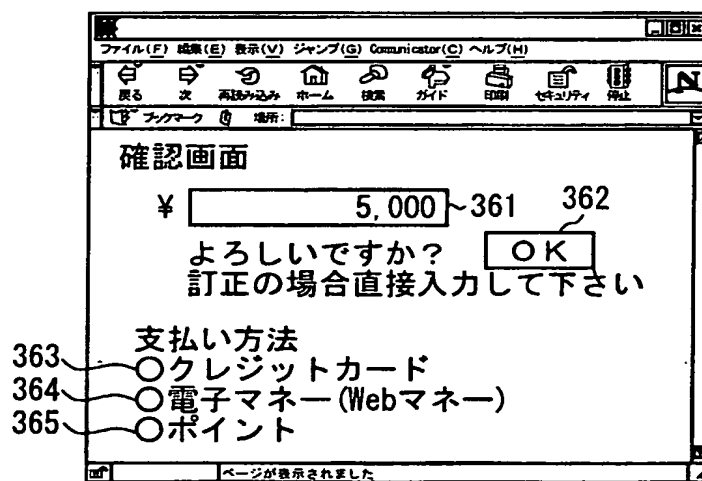 ファイル(F) 編集(E) 表示(V) ジャンプ(G) Communicator(C) ヘルプ(H)
戻る 次 再読み込み ホーム 検索 ガイド 印刷 セキュリティ 停止 N
ブックマーク 場所:
確認画面
¥ 5,000 361 362
よろしいですか? OK
訂正の場合直接入力して下さい
支払い方法
363 クレジットカード
364 電子マネー(Webマネー)
365 ポイント
ページが表示されました